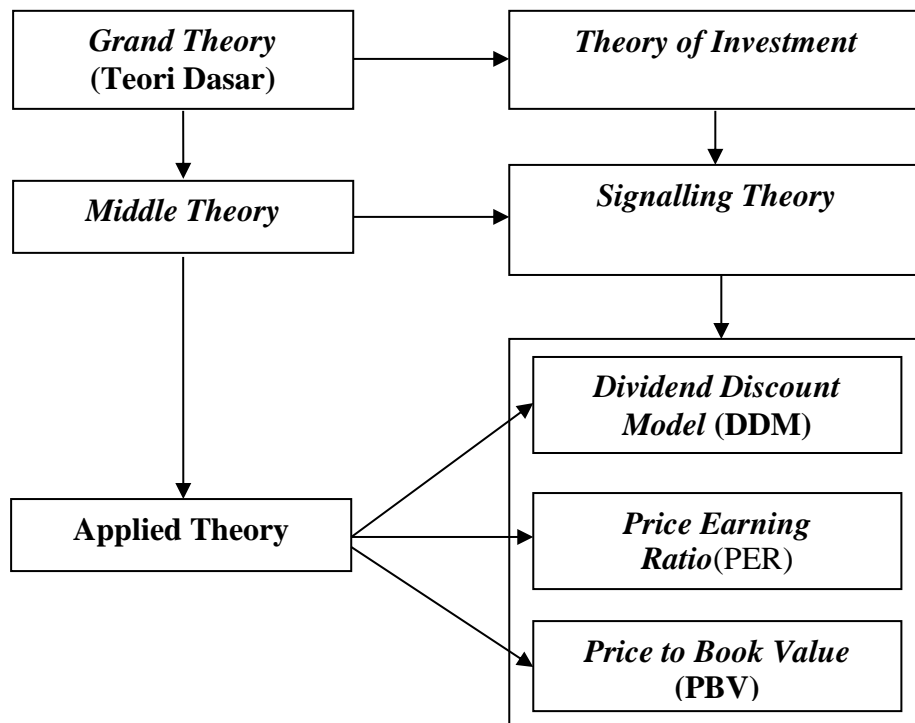 Grand Theory
(Teori Dasar)
Theory of Investment
Middle Theory
Signalling Theory
Dividend Discount
Model (DDM)
Applied Theory
Price Earning
Ratio(PER)
Price to Book Value
(PBV)